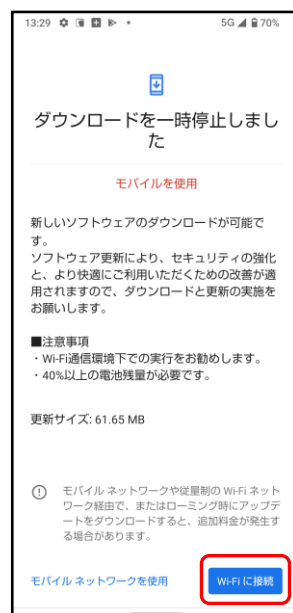 13:29 5G 70%
ダウンロードを一時停止しまし
た
モバイルを使用
新しいソフトウェアのダウンロードが可能で
す。
ソフトウェア更新により、セキュリティの強化
と、より快適にご利用いただくための改善が適
用されますので、ダウンロードと更新の実施を
お願いします。
■注意事項
・Wi-Fi通信環境下での実行をお勧めします。
・40%以上の電池残量が必要です。
更新サイズ: 61.65 MB
モバイル ネットワークや従量制の Wi-Fi ネット
ワーク経由で、またはローミング時にアップデ
ートをダウンロードすると、追加料金が発生す
る場合があります。
モバイル ネットワークを使用 Wi-Fi に接続